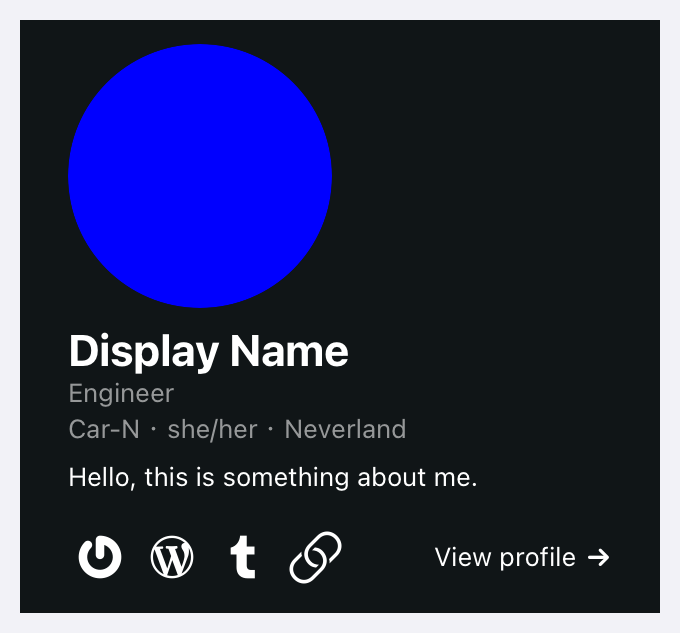 Display Name
Engineer
Car-N · she/her · Neverland
Hello, this is something about me.
View profile →